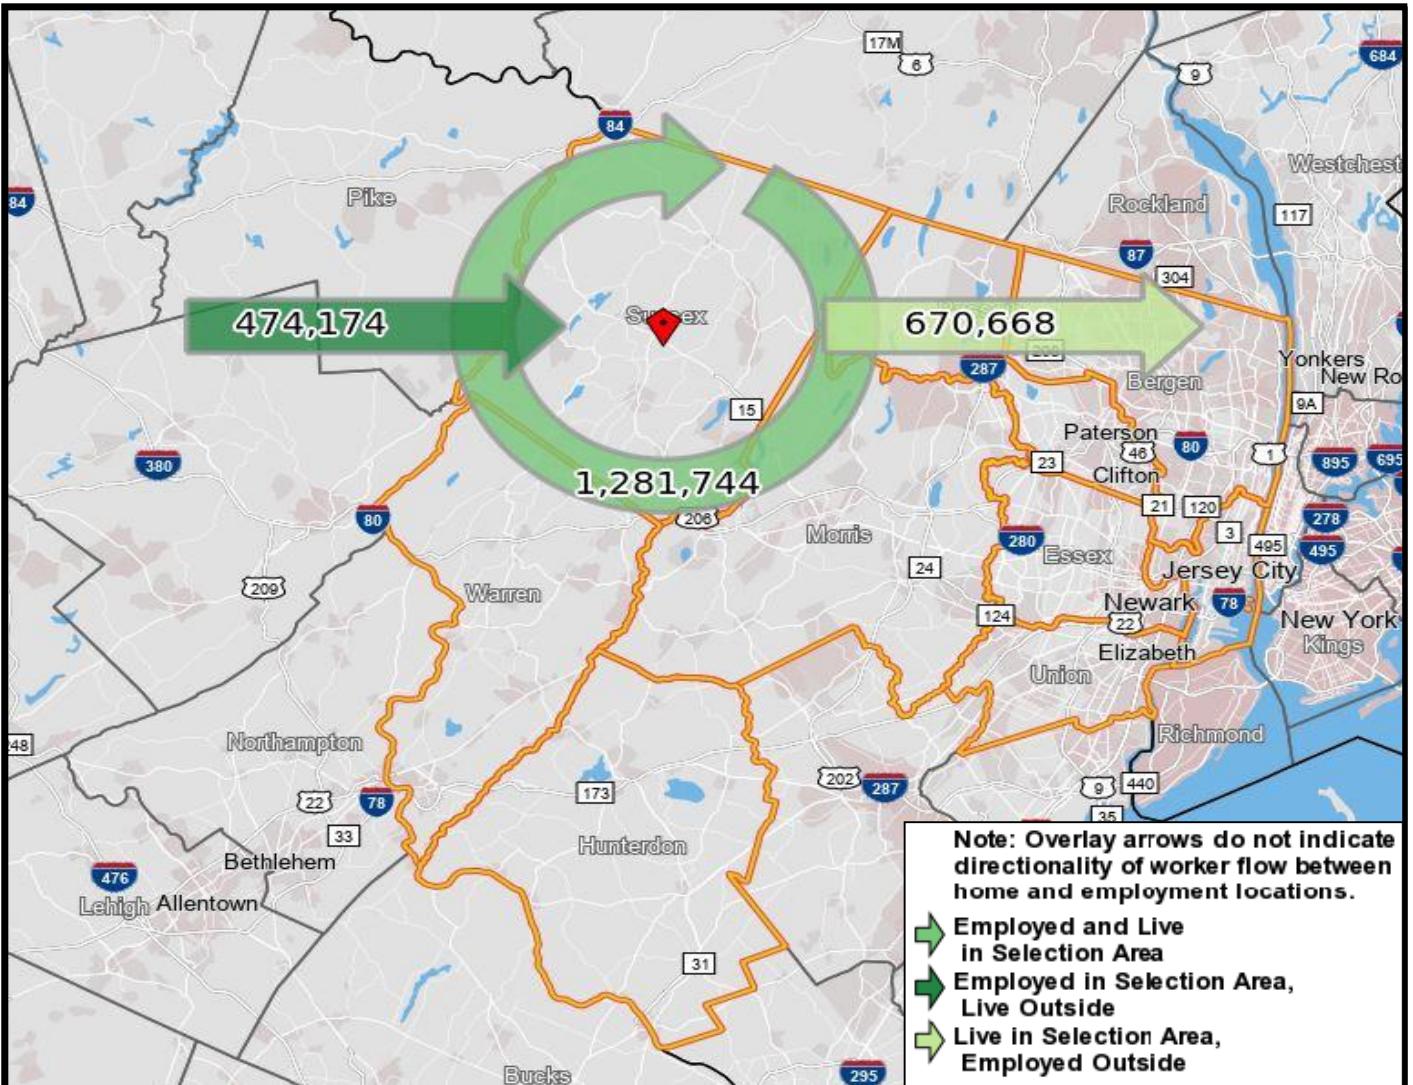 17M
6
684
9
84
Westchest
84
Pike
Rockland
117
87
304
474,174
670,668
Yonkers
287
New Ro
Bergen
9A
15
Paterson
46
80
1
Clifton
23
895
695
380
1,281,744
21
120
80
206
278
3
Morris
280
495
495
Essex
24
Jersey City
209
Warren
Newark
78
124
22
New York
Kings
Elizabeth
Union
Richmond
Northampton
248
202
287
9
440
22
78
173
35
33
Hunterdon
Bethlehem
476
Lehigh
Allentown
31
Bucks
295
Note: Overlay arrows do not indicate
directionality of worker flow between
home and employment locations.
Employed and Live
in Selection Area
Employed in Selection Area,
Live Outside
Live in Selection Area,
Employed Outside